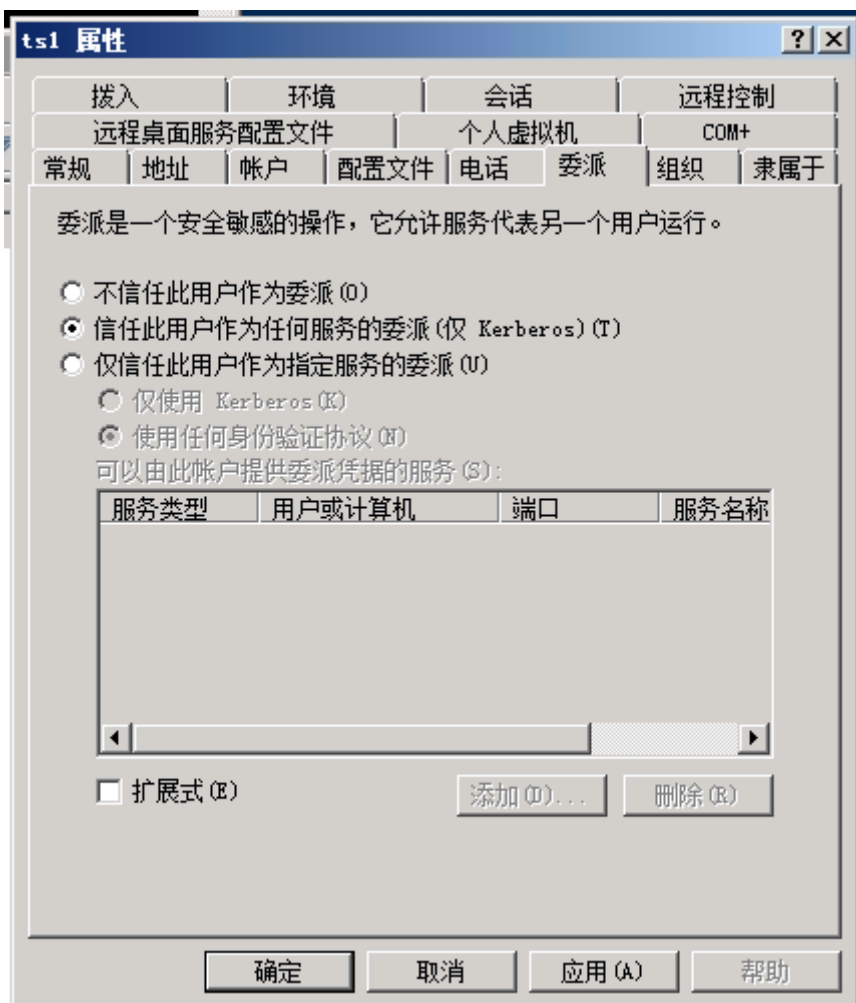 ts1 属性
拨入 环境 会话 远程控制
远程桌面服务配置文件 个人虚拟机 COM+
常规 地址 帐户 配置文件 电话 委派 组织 隶属于
委派是一个安全敏感的操作，它允许服务代表另一个用户运行。
不信任此用户作为委派(O)
信任此用户作为任何服务的委派(仅 Kerberos)(T)
仅信任此用户作为指定服务的委派(U)
仅使用 Kerberos(K)
使用任何身份验证协议(N)
可以由此帐户提供委派凭据的服务(S):
服务类型 用户或计算机 端口 服务名称
扩展式(E) 添加(D)... 删除(R)
确定 取消 应用(A) 帮助